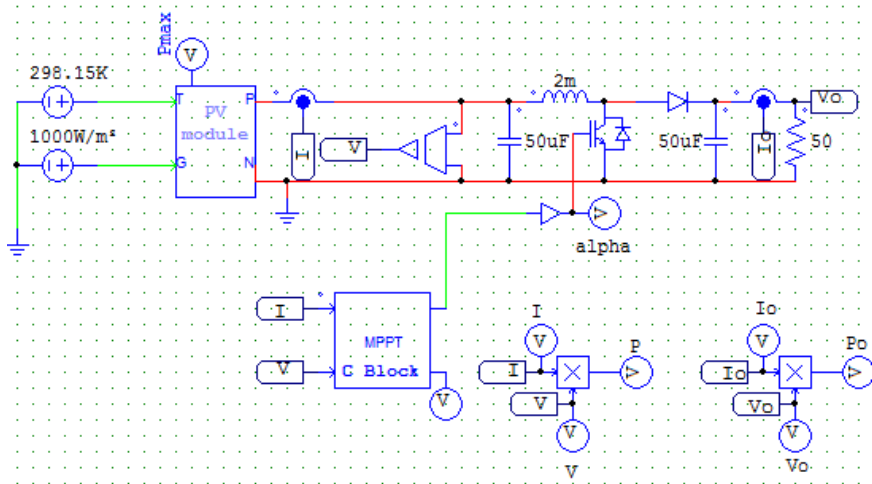 Pmax
V
298.15K
T
P
PV
module
1000W/m²
G
N
I
V
2m
50uF
50uF
Io
Vo
50
V
alpha
I
MPPT
V
C Block
V
I
V
I
P
V
V
V
V
Io
V
Io
Po
V
Vo
V
Vo